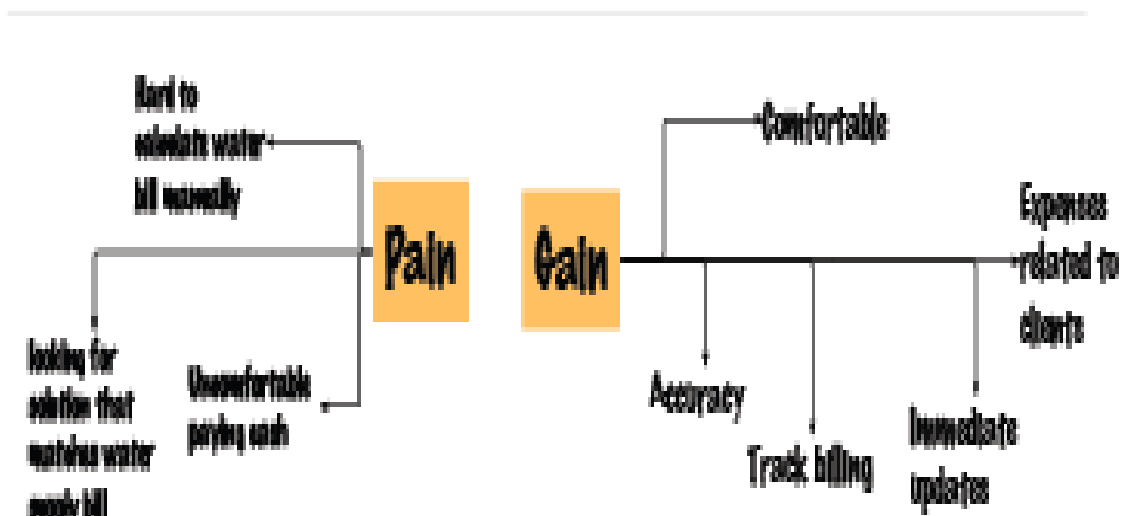 Hard to
calculate water
bill manually
Pain
looking for
solution that
water
supply bill
Uncomfortable
paying cash
Gain
Comfortable
Expenses
related to
clients
Accuracy
Track billing
Immediate
updates